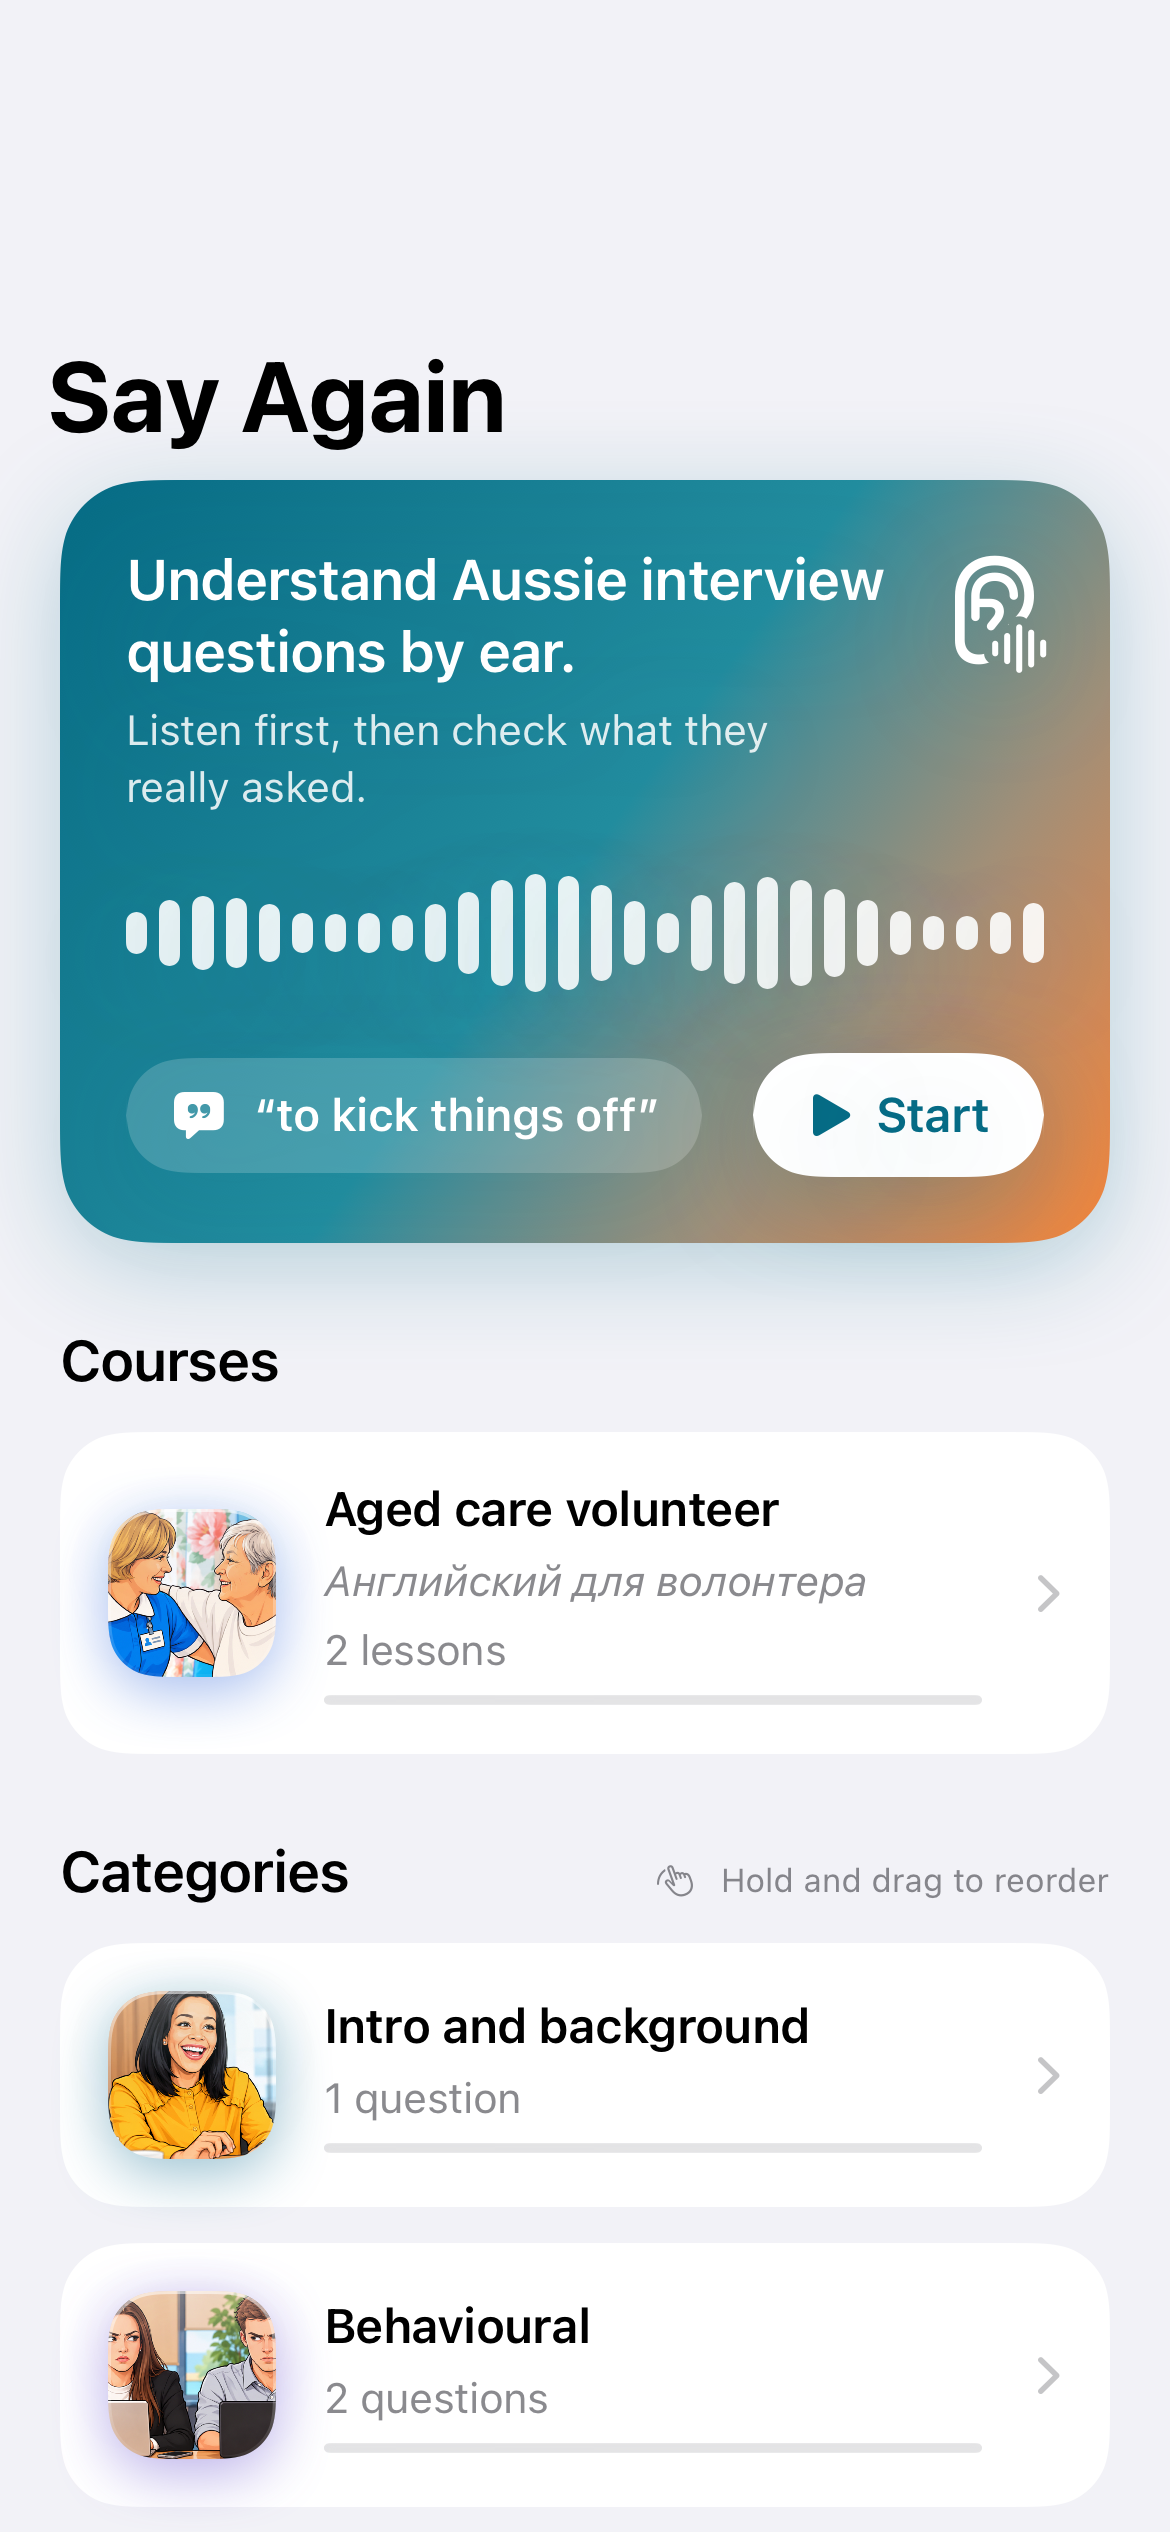 Say Again
Understand Aussie interview
questions by ear.
Listen first, then check what they
really asked.
“to kick things off”
Start
Courses
Aged care volunteer
Английский для волонтера
2 lessons
Categories
Hold and drag to reorder
Intro and background
1 question
Behavioural
2 questions